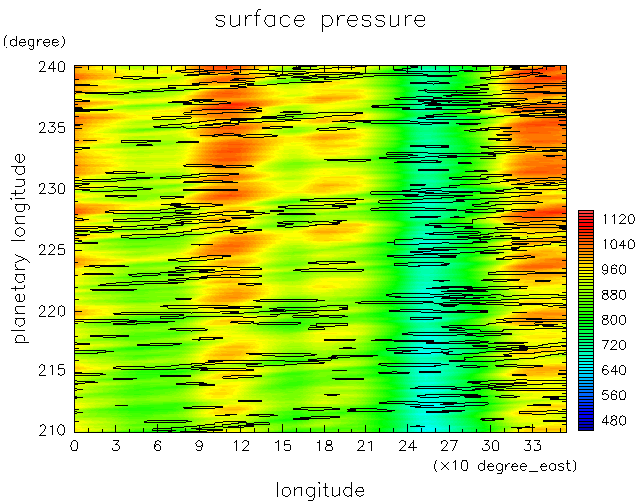 surface pressure
(degree)
240
235
230
225
220
215
210
planetary longitude
0 3 6 9 12 15 18 21 24 27 30 33
(×10 degree_east)
longitude
1120
1040
960
880
800
720
640
560
480